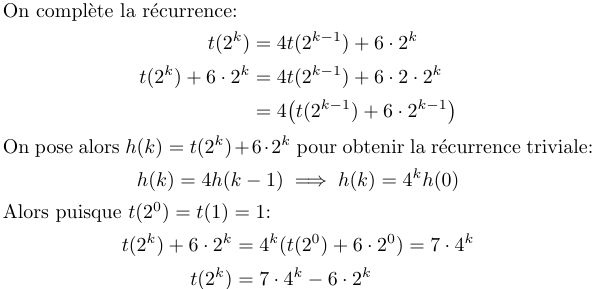 On complète la récurrence:
t(2^k) = 4t(2^{k−1}) + 6 · 2^k
t(2^k) + 6 · 2^k = 4t(2^{k−1}) + 6 · 2 · 2^k
= 4(t(2^{k−1}) + 6 · 2^{k−1})
On pose alors h(k) = t(2^k) + 6 · 2^k pour obtenir la récurrence triviale:
h(k) = 4h(k − 1) ⟹ h(k) = 4^k h(0)
Alors puisque t(2^0) = t(1) = 1:
t(2^k) + 6 · 2^k = 4^k(t(2^0) + 6 · 2^0) = 7 · 4^k
t(2^k) = 7 · 4^k − 6 · 2^k